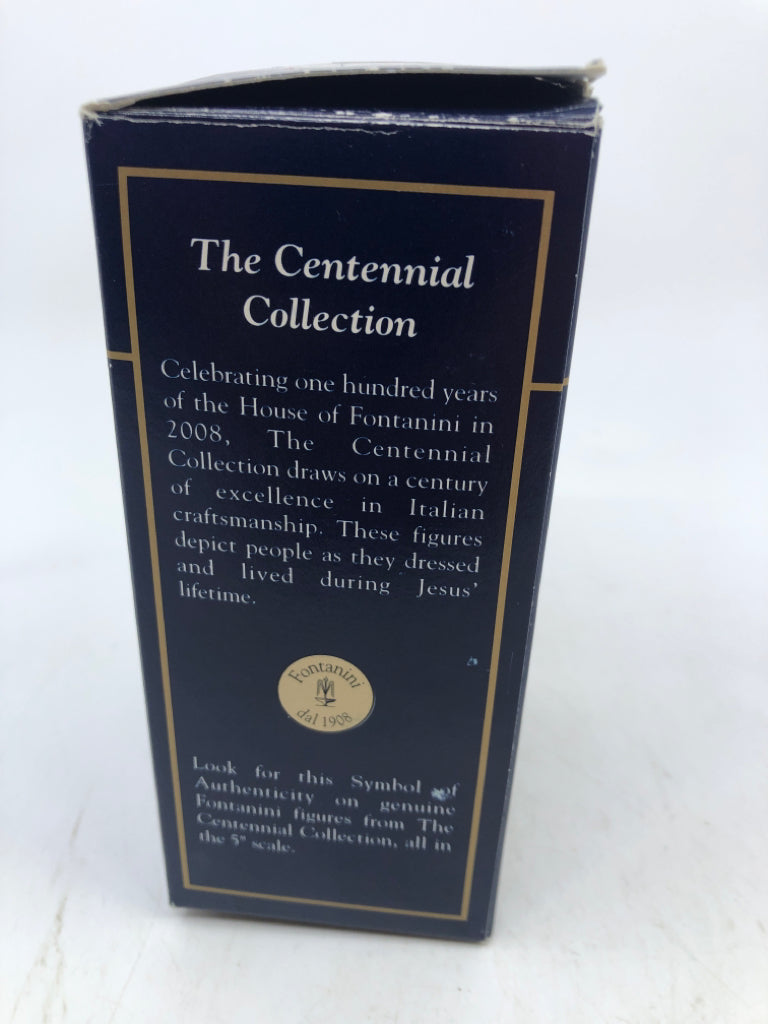 The Centennial
Collection
Celebrating one hundred years
of the House of Fontanini in
2008, The Centennial
Collection draws on a century
of excellence in Italian
craftsmanship. These figures
depict people as they dressed
and lived during Jesus'
lifetime.
Fontanini
dal 1908
Look for this Symbol of
Authenticity on genuine
Fontanini figures from The
Centennial Collection, all in
the 5" scale.